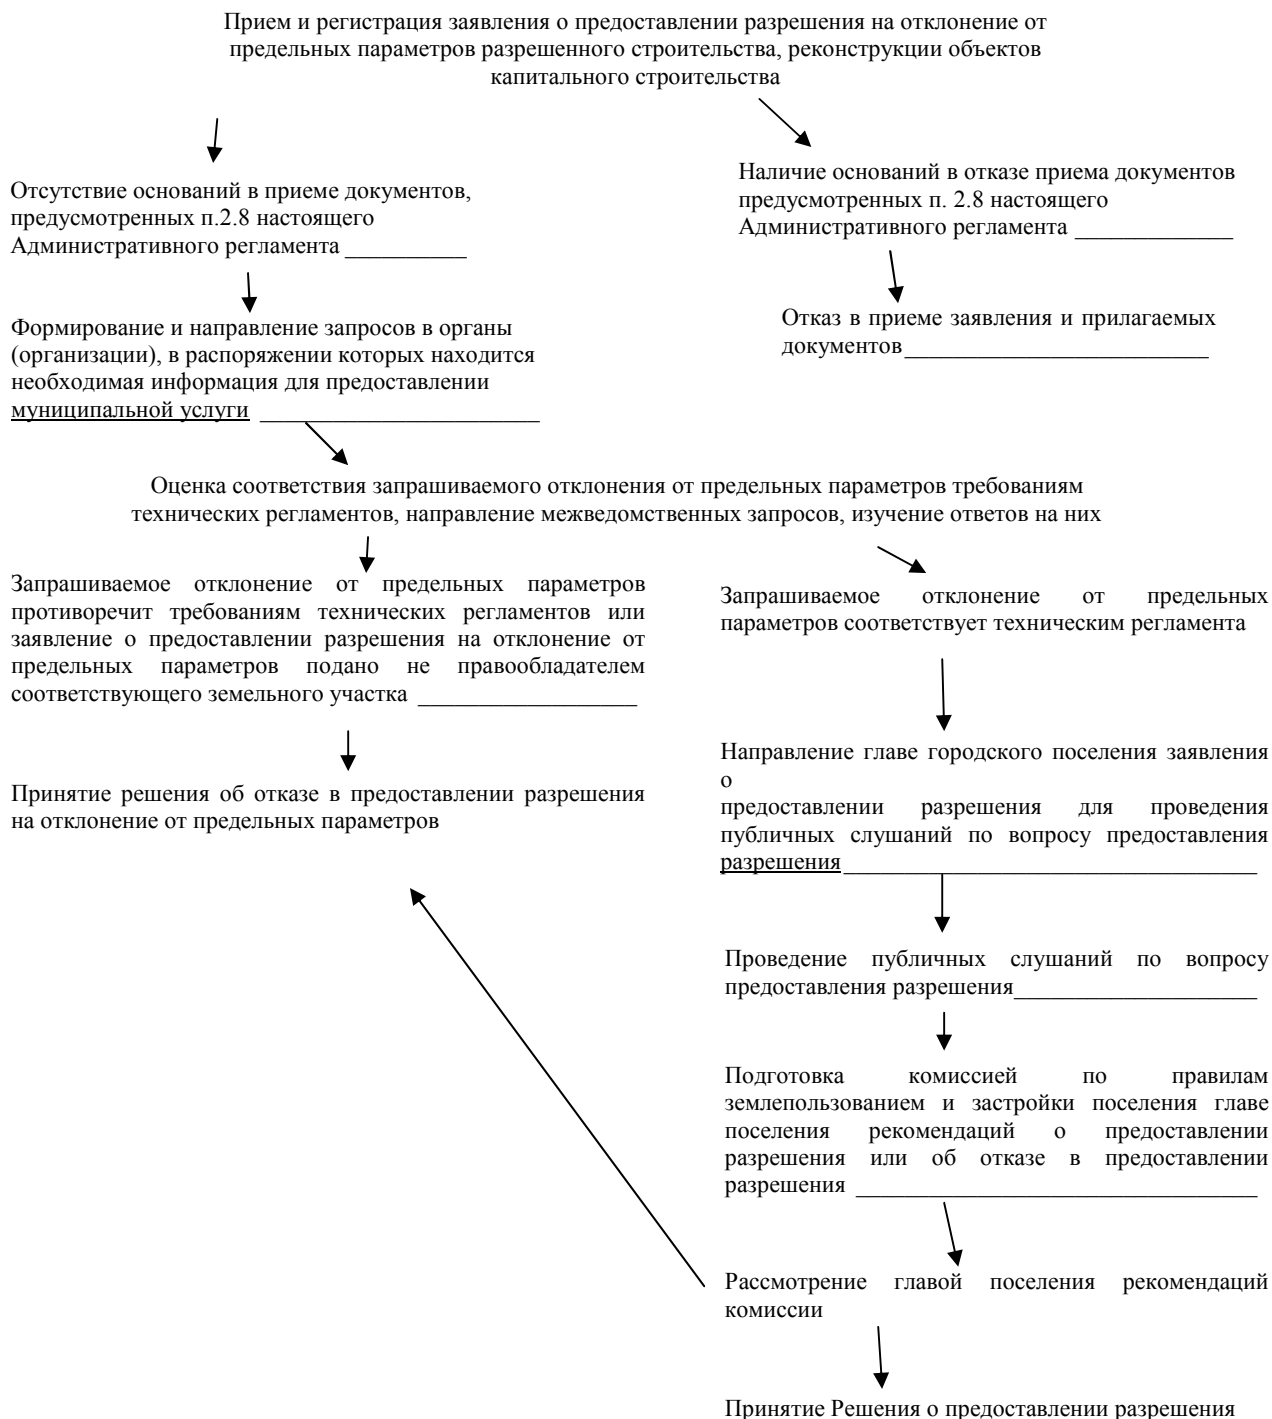 Прием и регистрация заявления о предоставлении разрешения на отклонение от
предельных параметров разрешенного строительства, реконструкции объектов
капитального строительства
Отсутствие оснований в приеме документов,
предусмотренных п.2.8 настоящего
Административного регламента __________
Наличие оснований в отказе приема документов
предусмотренных п. 2.8 настоящего
Административного регламента _____________
Формирование и направление запросов в органы
(организации), в распоряжении которых находится
необходимая информация для предоставлении
муниципальной услуги _______________________
Отказ в приеме заявления и прилагаемых
документов_________________________
Оценка соответствия запрашиваемого отклонения от предельных параметров требованиям
технических регламентов, направление межведомственных запросов, изучение ответов на них
Запрашиваемое отклонение от предельных параметров
противоречит требованиям технических регламентов или
заявление о предоставлении разрешения на отклонение от
предельных параметров подано не правообладателем
соответствующего земельного участка __________________
Принятие решения об отказе в предоставлении разрешения
на отклонение от предельных параметров
Запрашиваемое отклонение от предельных
параметров соответствует техническим регламента
Направление главе городского поселения заявления
о
предоставлении разрешения для проведения
публичных слушаний по вопросу предоставления
разрешения__________________________________
Проведение публичных слушаний по вопросу
предоставления разрешения____________________
Подготовка комиссией по правилам
землепользованием и застройки поселения главе
поселения рекомендаций о предоставлении
разрешения или об отказе в предоставлении
разрешения _________________________________
Рассмотрение главой поселения рекомендаций
комиссии
Принятие Решения о предоставлении разрешения